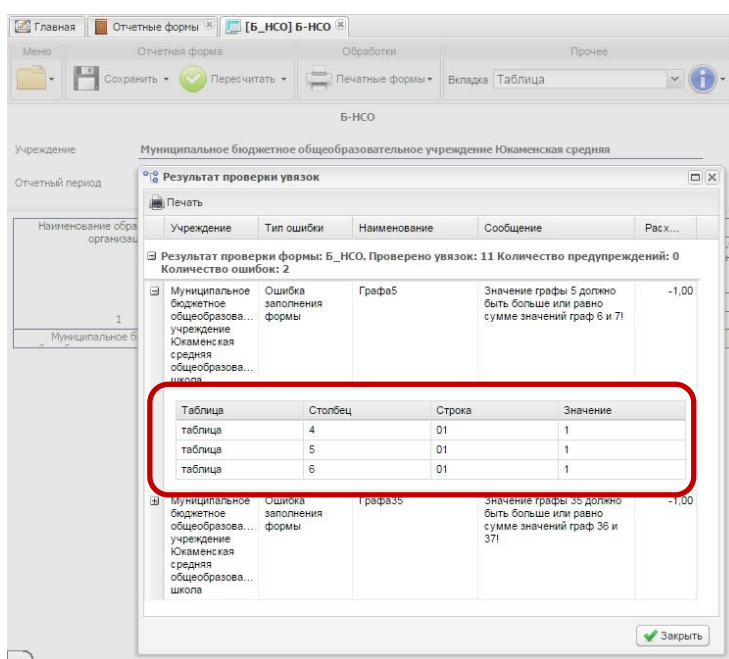 Главная Отчетные формы [Б_НСО] Б-НСО
Меню Отчетная форма Обработки Прочее
Сохранить Пересчитать Печатные формы Вкладка Таблица
Б-НСО
Учреждение Муниципальное бюджетное общеобразовательное учреждение Юкаменская средняя
Отчетный период
Результат проверки увязок
Печать
Наименование обра
организац
1
Муниципальное б
Учреждение Тип ошибки Наименование Сообщение Расх...
Результат проверки формы: Б_НСО. Проверено увязок: 11 Количество предупреждений: 0
Количество ошибок: 2
Муниципальное Ошибка Графа5 Значение графы 5 должно -1,00
бюджетное заполнения быть больше или равно
общеобразова... формы сумме значений граф 6 и 7!
учреждение
Юкаменская
средняя
общеобразова...
школа
Таблица Столбец Строка Значение
таблица 4 01 1
таблица 5 01 1
таблица 6 01 1
Муниципальное Ошибка Графа35 Значение графы 35 должно -1,00
бюджетное заполнения быть больше или равно
общеобразова... формы сумме значений граф 36 и
учреждение 37!
Юкаменская
средняя
общеобразова...
школа
Закрыть